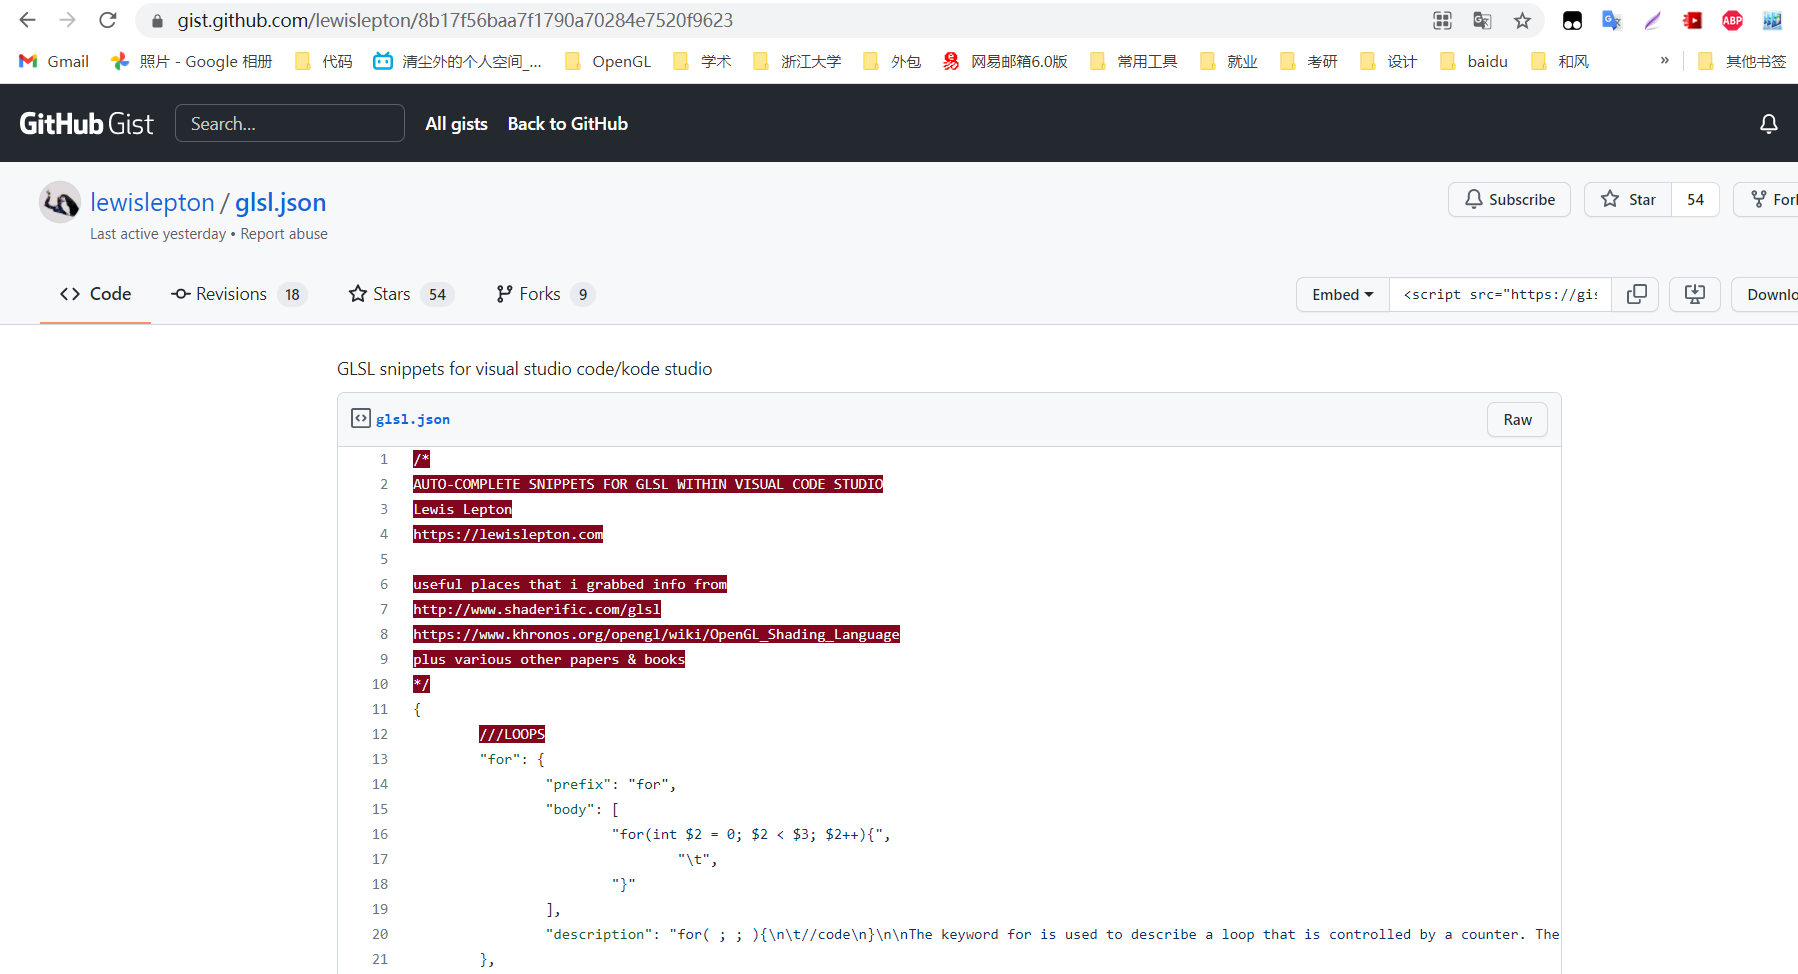 gist.github.com/lewislepton/8b17f56baa7f1790a70284e7520f9623
Gmail 照片 - Google 相册 代码 清尘外的个人空间_... OpenGL 学术 浙江大学 外包 网易邮箱6.0版 常用工具 就业 考研 设计 baidu 和风 » 其他书签
GitHub Gist Search... All gists Back to GitHub
lewislepton / glsl.json
Last active yesterday • Report abuse
Subscribe Star 54 Fork
Code Revisions 18 Stars 54 Forks 9
Embed <script src="https://gis Downlo
GLSL snippets for visual studio code/kode studio
glsl.json Raw
1 /*
2 AUTO-COMPLETE SNIPPETS FOR GLSL WITHIN VISUAL CODE STUDIO
3 Lewis Lepton
4 https://lewislepton.com
5
6 useful places that i grabbed info from
7 http://www.shaderific.com/glsl
8 https://www.khronos.org/opengl/wiki/OpenGL_Shading_Language
9 plus various other papers & books
10 */
11 {
12 ///LOOPS
13 "for": {
14 "prefix": "for",
15 "body": [
16 "for(int $2 = 0; $2 < $3; $2++){",
17 "\t",
18 "}"
19 ],
20 "description": "for( ; ; ){\n\t//code\n}\n\nThe keyword for is used to describe a loop that is controlled by a counter. The
21 },